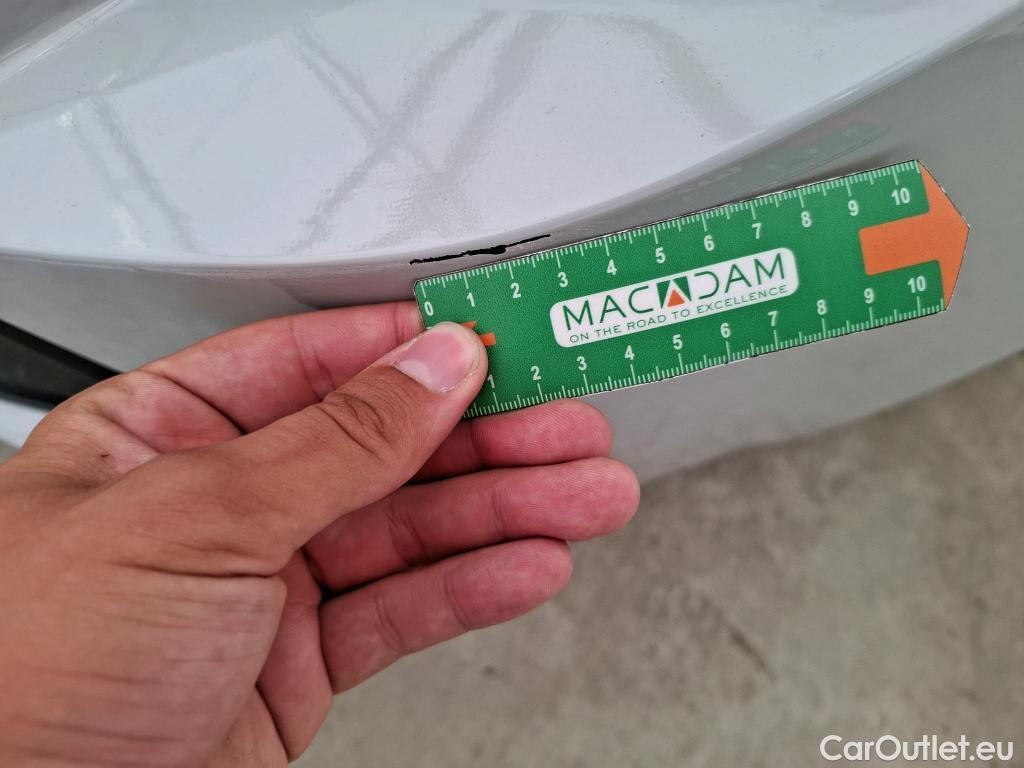 0 1 2 3 4 5 6 7 8 9 10
MACADAM
ON THE ROAD TO EXCELLENCE
1 2 3 4 5 6 7 8 9 10
CarOutlet.eu